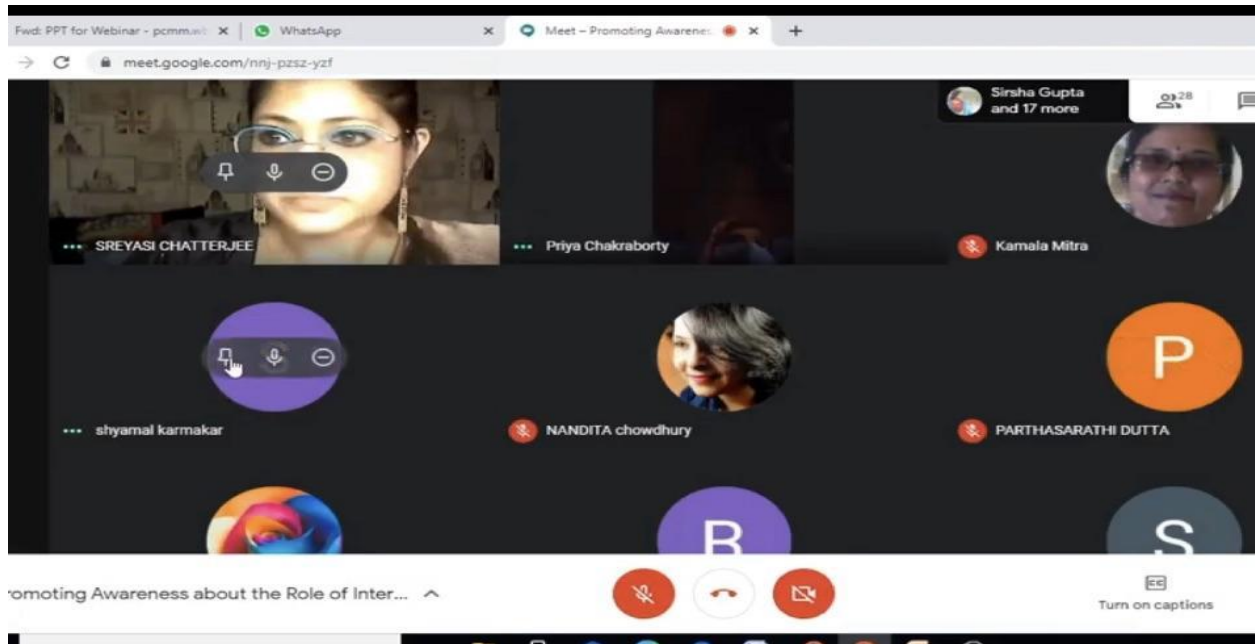 Fwd: PPT for Webinar - pcmm.w
WhatsApp
Meet – Promoting Awarenes
meet.google.com/nnj-pzsz-yzf
Sirsha Gupta
and 17 more
28
SREYASI CHATTERJEE
Priya Chakraborty
Kamala Mitra
shyamal karmakar
NANDITA chowdhury
P
PARTHASARATHI DUTTA
B
S
romoting Awareness about the Role of Inter...
CC
Turn on captions